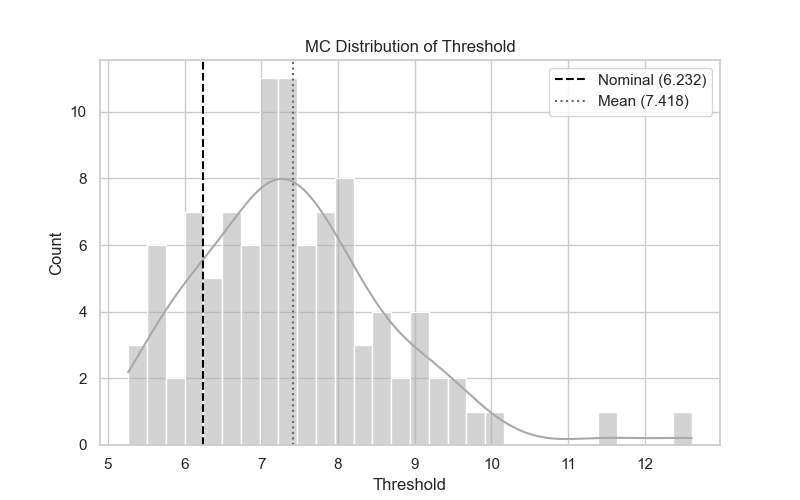 MC Distribution of Threshold
Nominal (6.232)
Mean (7.418)
Count
10
8
6
4
2
0
5 6 7 8 9 10 11 12
Threshold